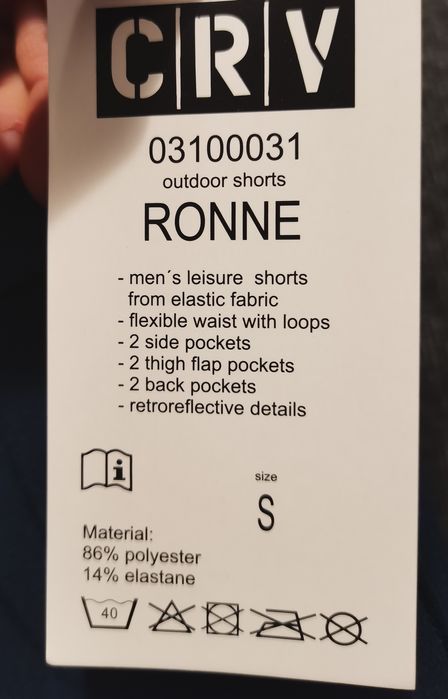 CRV
03100031
outdoor shorts
RONNE
- men´s leisure shorts
from elastic fabric
- flexible waist with loops
- 2 side pockets
- 2 thigh flap pockets
- 2 back pockets
- retroreflective details
i
size
S
Material:
86% polyester
14% elastane
40